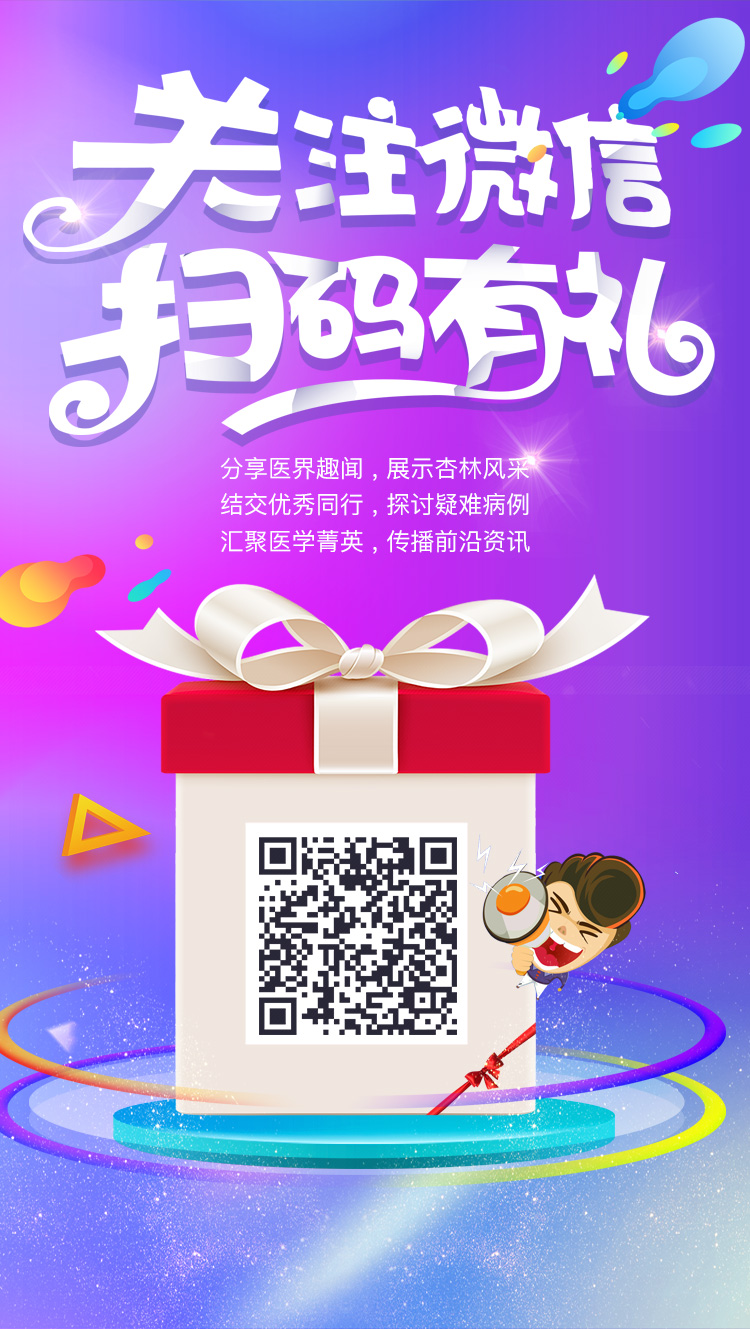 关注微信
扫码有礼
分享医界趣闻，展示杏林风采
结交优秀同行，探讨疑难病例
汇聚医学菁英，传播前沿资讯